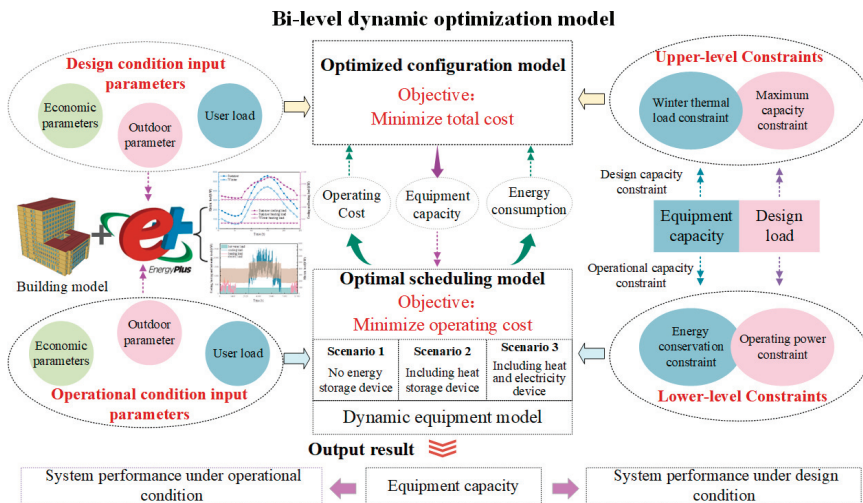 Bi-level dynamic optimization model
Design condition input
parameters
Economic
parameters
Outdoor
parameter
User load
Optimized configuration model
Objective:
Minimize total cost
Upper-level Constraints
Winter thermal
load constraint
Maximum
capacity
constraint
Operating
Cost
Equipment
capacity
Energy
consumption
Design capacity
constraint
Equipment
capacity
Design
load
Operational capacity
constraint
Building model
EnergyPlus
Outdoor
parameter
Economic
parameters
User load
Operational condition input
parameters
Optimal scheduling model
Objective:
Minimize operating cost
Scenario 1
No energy
storage device
Scenario 2
Including heat
storage device
Scenario 3
Including heat
and electricity
device
Dynamic equipment model
Energy
conservation
constraint
Operating power
constraint
Lower-level Constraints
Output result
System performance under operational
condition
Equipment capacity
System performance under design
condition